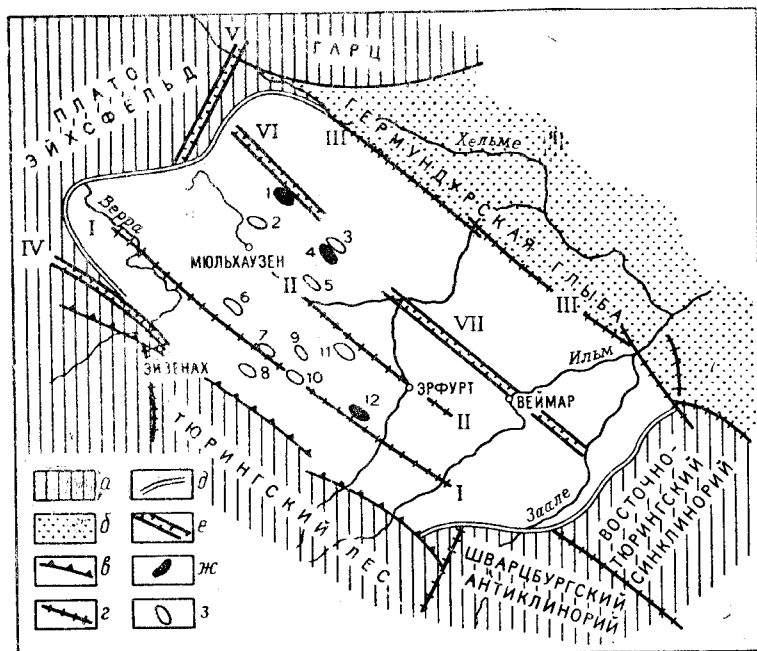 V
ГАРЦ
ПЛАТО
ЭЙХСФЕЛЬД
ГЕРМУНДУРСКАЯ ГЛЫБА
Хельме
III
VI
1
Верра
I
2
3
4
IV
МЮЛЬХАУЗЕН
II
5
III
6
VII
7
9
11
Ильм
ЭЙЗЕНАХ
8
10
ЭРФУРТ
ВЕЙМАР
12
II
I
ТЮРИНГСКИЙ ЛЕС
Заале
ВОСТОЧНО-
ТЮРИНГСКИЙ
СИНКЛИНОРИЙ
ШВАРЦБУРГСКИЙ
АНТИКЛИНОРИЙ
а
д
б
е
в
ж
г
з